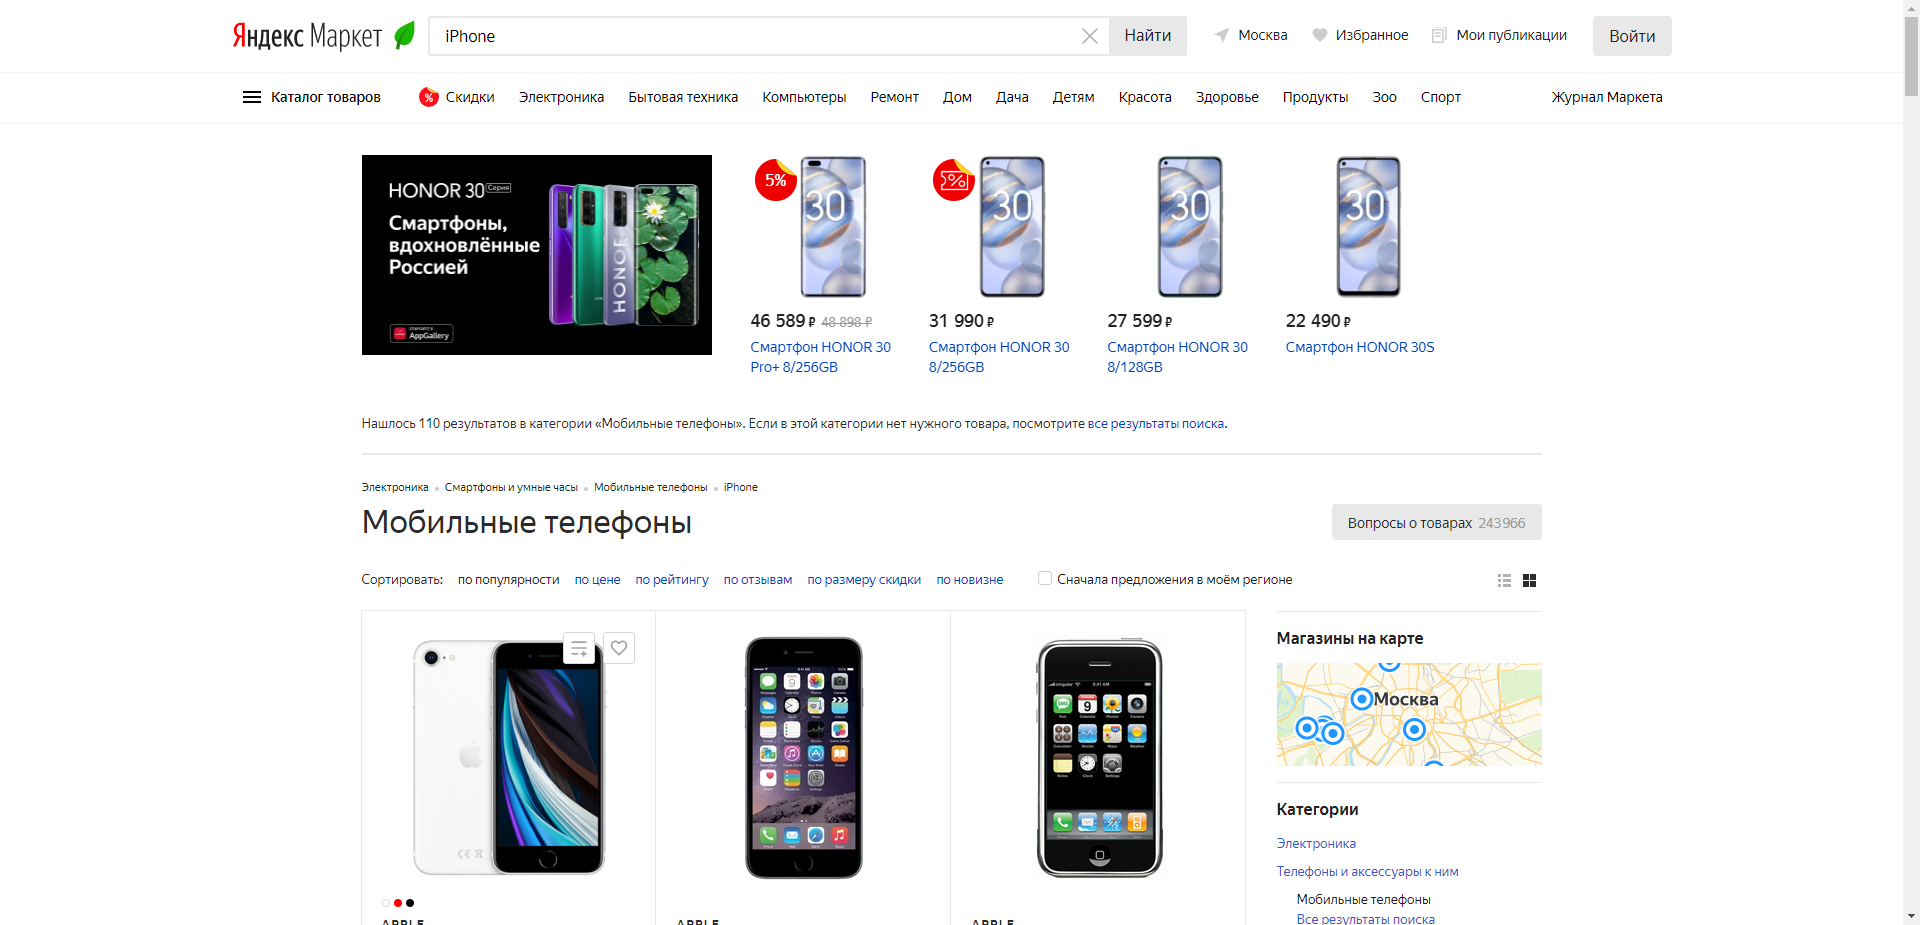 Яндекс Маркет
iPhone
Найти
Москва
Избранное
Мои публикации
Войти
Каталог товаров
% Скидки
Электроника
Бытовая техника
Компьютеры
Ремонт
Дом
Дача
Детям
Красота
Здоровье
Продукты
Зоо
Спорт
Журнал Маркета
HONOR 30 Серия
Смартфоны,
вдохновлённые
Россией
HONOR
ОТКРОЙТЕ В
AppGallery
5%
30
%
30
30
30
46 589 ₽ 48 898 ₽
Смартфон HONOR 30
Pro+ 8/256GB
31 990 ₽
Смартфон HONOR 30
8/256GB
27 599 ₽
Смартфон HONOR 30
8/128GB
22 490 ₽
Смартфон HONOR 30S
Нашлось 110 результатов в категории «Мобильные телефоны». Если в этой категории нет нужного товара, посмотрите все результаты поиска.
Электроника
Смартфоны и умные часы
Мобильные телефоны
iPhone
Мобильные телефоны
Вопросы о товарах 243966
Сортировать: по популярности по цене по рейтингу по отзывам по размеру скидки по новизне
Сначала предложения в моём регионе
APPLE
APPLE
APPLE
Магазины на карте
Москва
Категории
Электроника
Телефоны и аксессуары к ним
Мобильные телефоны
Все результаты поиска